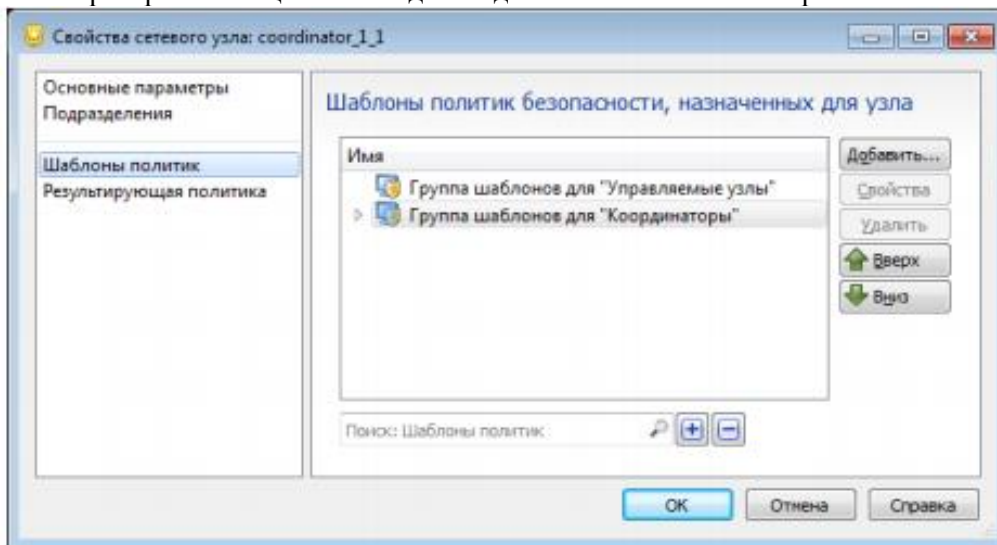 Свойства сетевого узла: coordinator_1_1
Основные параметры
Подразделения
Шаблоны политик
Результирующая политика
Шаблоны политик безопасности, назначенных для узла
Имя
Группа шаблонов для "Управляемые узлы"
Группа шаблонов для "Координаторы"
Добавить...
Свойства
Удалить
Вверх
Вниз
Поиск: Шаблоны политик
OK
Отмена
Справка